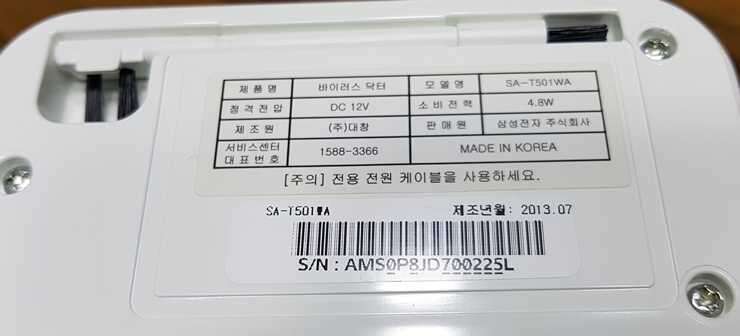 제품명 바이러스 닥터 모델명 SA-T501WA
정격전압 DC 12V 소비전력 4.8W
제조원 (주)대창 판매원 삼성전자 주식회사
서비스센터
대표번호 1588-3366 MADE IN KOREA
[주의] 전용 전원 케이블을 사용하세요.
SA-T501WA 제조년월: 2013.07
S/N : AMS0P8JD700225L